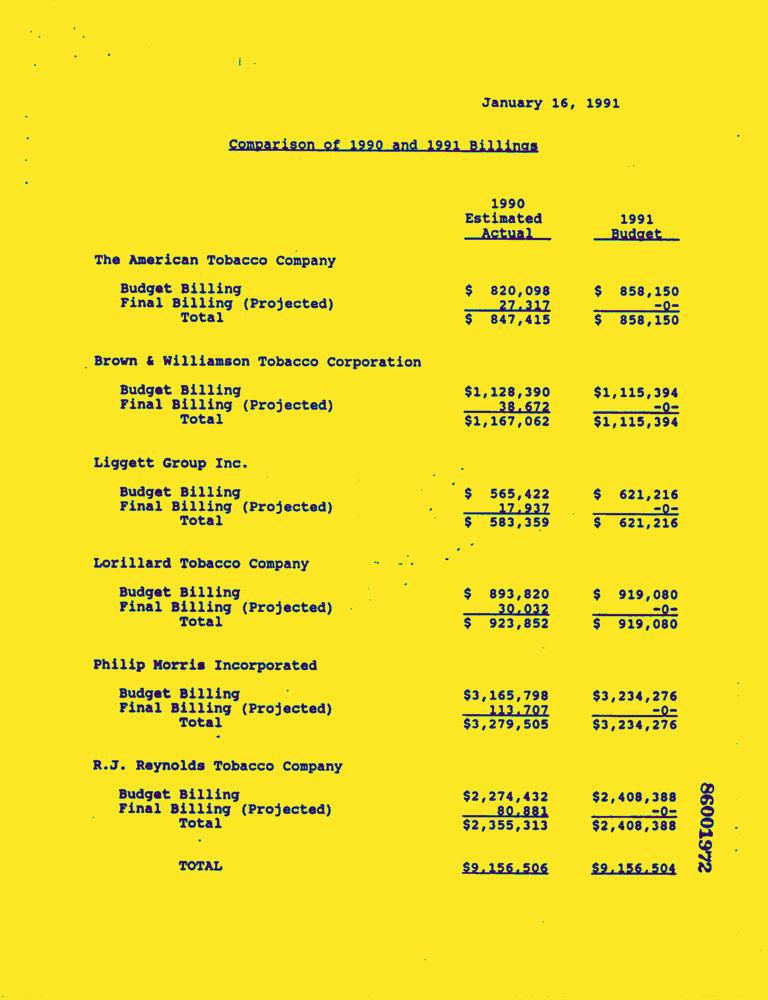 January 16, 1991
Comparison of 1990 and 1991 Billings
1990
Estimated 1991
Actual Budget
The American Tobacco Company
Budget Billing $ 820,098 $ 858,150
Final Billing (Projected) 27,317 -0-
Total $ 847,415 $ 858,150
Brown & Williamson Tobacco Corporation
Budget Billing $1,128,390 $1,115,394
Final Billing (Projected) 38,672 -0-
Total $1,167,062 $1,115,394
Liggett Group Inc.
Budget Billing $ 565,422 $ 621,216
Final Billing (Projected) 17,937 -0-
Total $ 583,359 $ 621,216
Lorillard Tobacco Company
Budget Billing $ 893,820 $ 919,080
Final Billing (Projected) 30,032 -0-
Total $ 923,852 $ 919,080
Philip Morris Incorporated
Budget Billing $3,165,798 $3,234,276
Final Billing (Projected) 113,707 -0-
Total $3,279,505 $3,234,276
R.J. Reynolds Tobacco Company
Budget Billing $2,274,432 $2,408,388
Final Billing (Projected) 80,881 -0-
Total $2,355,313 $2,408,388
TOTAL $9,156,506 $9,156,504
86001972